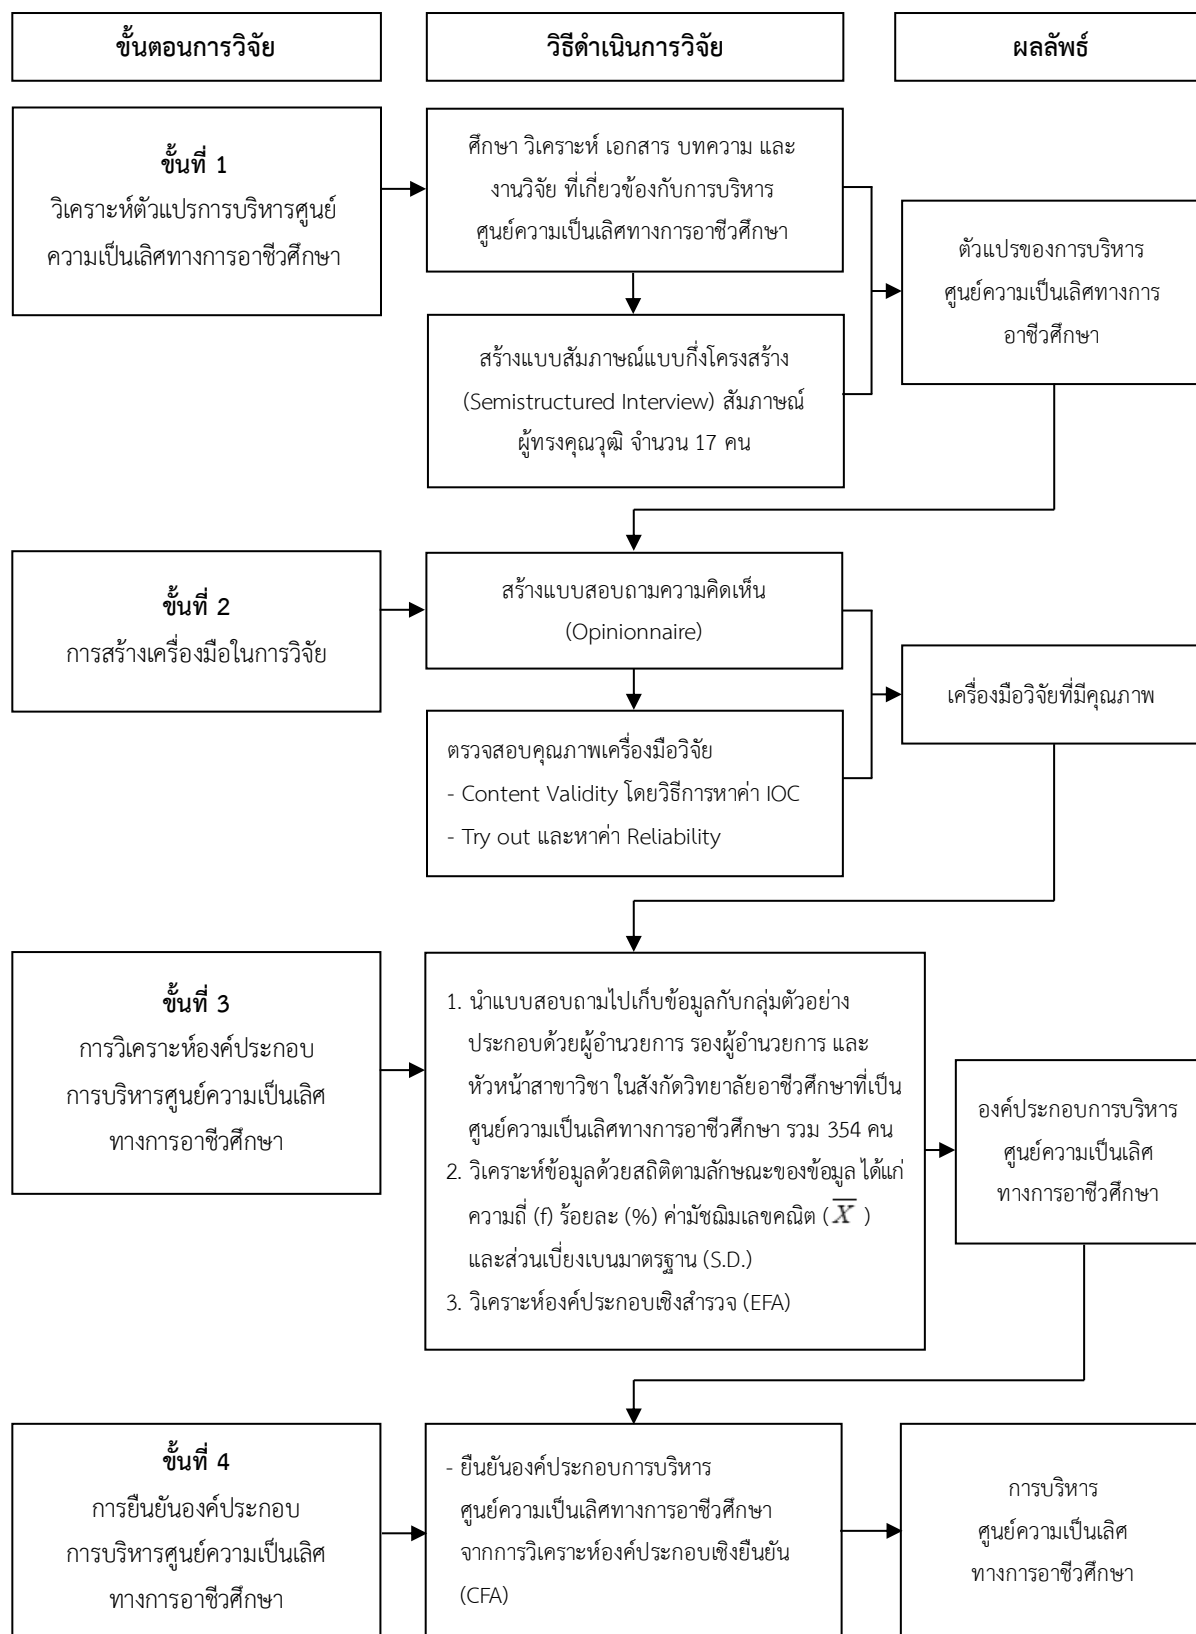 ขั้นตอนการวิจัย
วิธีดำเนินการวิจัย
ผลลัพธ์
ขั้นที่ 1
วิเคราะห์ตัวแปรการบริหารศูนย์
ความเป็นเลิศทางการอาชีวศึกษา
ศึกษา วิเคราะห์ เอกสาร บทความ และ
งานวิจัย ที่เกี่ยวข้องกับการบริหาร
ศูนย์ความเป็นเลิศทางการอาชีวศึกษา
สร้างแบบสัมภาษณ์แบบกึ่งโครงสร้าง
(Semistructured Interview) สัมภาษณ์
ผู้ทรงคุณวุฒิ จำนวน 17 คน
ตัวแปรของการบริหาร
ศูนย์ความเป็นเลิศทางการ
อาชีวศึกษา
ขั้นที่ 2
การสร้างเครื่องมือในการวิจัย
สร้างแบบสอบถามความคิดเห็น
(Opinionnaire)
ตรวจสอบคุณภาพเครื่องมือวิจัย
- Content Validity โดยวิธีการหาค่า IOC
- Try out และหาค่า Reliability
เครื่องมือวิจัยที่มีคุณภาพ
ขั้นที่ 3
การวิเคราะห์องค์ประกอบ
การบริหารศูนย์ความเป็นเลิศ
ทางการอาชีวศึกษา
1. นำแบบสอบถามไปเก็บข้อมูลกับกลุ่มตัวอย่าง
ประกอบด้วยผู้อำนวยการ รองผู้อำนวยการ และ
หัวหน้าสาขาวิชา ในสังกัดวิทยาลัยอาชีวศึกษาที่เป็น
ศูนย์ความเป็นเลิศทางการอาชีวศึกษา รวม 354 คน
2. วิเคราะห์ข้อมูลด้วยสถิติตามลักษณะของข้อมูล ได้แก่
ความถี่ (f) ร้อยละ (%) ค่ามัชฌิมเลขคณิต (X̅ )
และส่วนเบี่ยงเบนมาตรฐาน (S.D.)
3. วิเคราะห์องค์ประกอบเชิงสำรวจ (EFA)
องค์ประกอบการบริหาร
ศูนย์ความเป็นเลิศ
ทางการอาชีวศึกษา
ขั้นที่ 4
การยืนยันองค์ประกอบ
การบริหารศูนย์ความเป็นเลิศ
ทางการอาชีวศึกษา
- ยืนยันองค์ประกอบการบริหาร
ศูนย์ความเป็นเลิศทางการอาชีวศึกษา
จากการวิเคราะห์องค์ประกอบเชิงยืนยัน
(CFA)
การบริหาร
ศูนย์ความเป็นเลิศ
ทางการอาชีวศึกษา